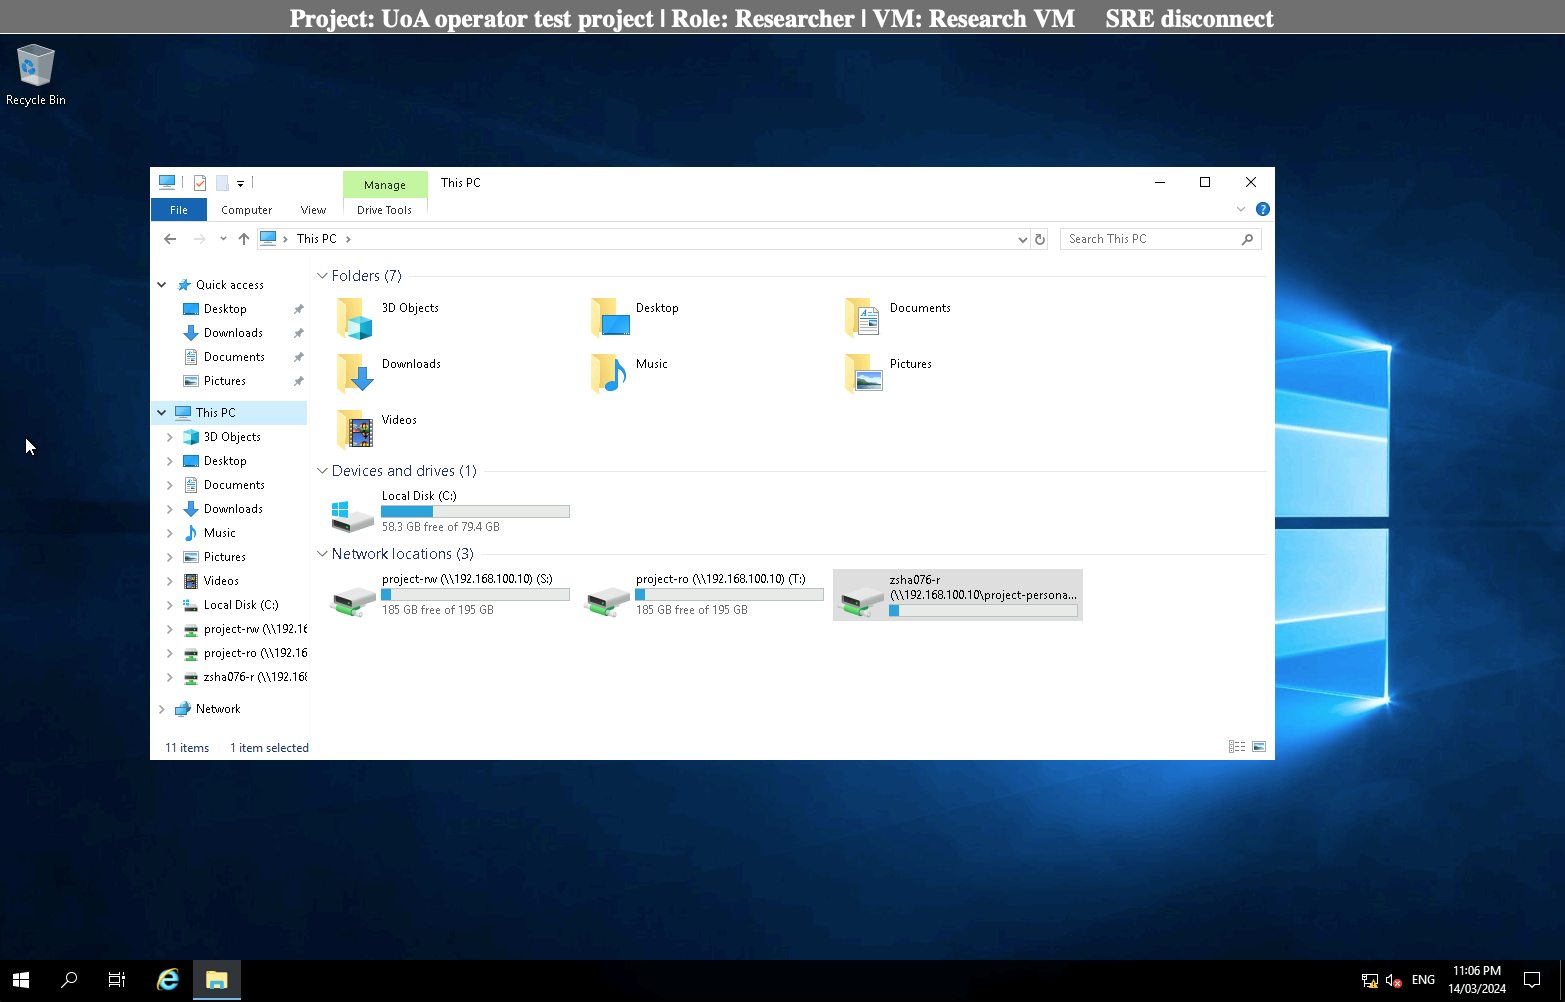 Project: UoA operator test project | Role: Researcher | VM: Research VM SRE disconnect
Recycle Bin
Manage
This PC
File
Computer
View
Drive Tools
This PC
Search This PC
Quick access
Desktop
Downloads
Documents
Pictures
This PC
3D Objects
Desktop
Documents
Downloads
Music
Pictures
Videos
Local Disk (C:)
project-rw (\\192.16
project-ro (\\192.16
zsha076-r (\\192.168
Network
Folders (7)
3D Objects
Desktop
Documents
Downloads
Music
Pictures
Videos
Devices and drives (1)
Local Disk (C:)
58.3 GB free of 79.4 GB
Network locations (3)
project-rw (\\192.168.100.10) (S:)
185 GB free of 195 GB
project-ro (\\192.168.100.10) (T:)
185 GB free of 195 GB
zsha076-r
(\\192.168.100.10\project-persona...
11 items
1 item selected
ENG
11:06 PM
14/03/2024